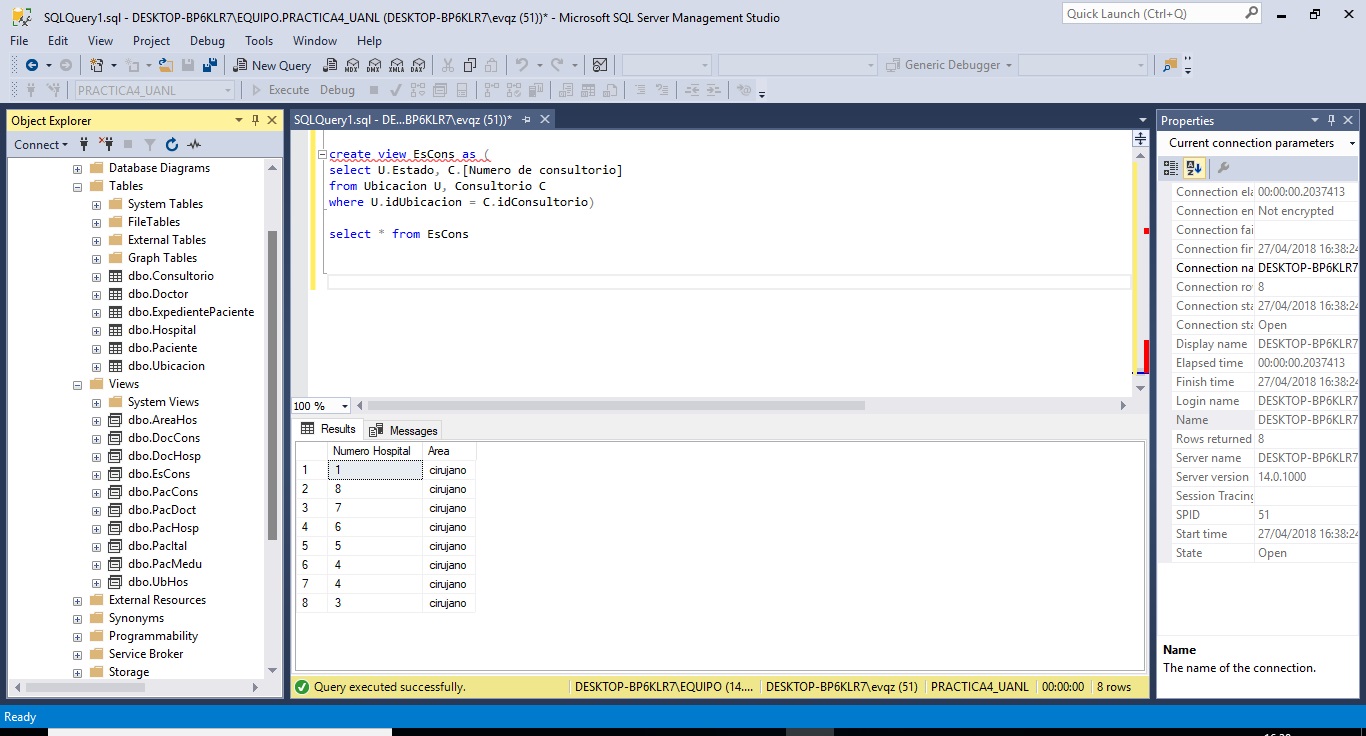 SQLQuery1.sql - DESKTOP-BP6KLR7\EQUIPO.PRACTICA4_UANL (DESKTOP-BP6KLR7\evqz (51))* - Microsoft SQL Server Management Studio
Quick Launch (Ctrl+Q)
File Edit View Project Debug Tools Window Help
New Query MDX DMX XMLA DAX Generic Debugger
PRACTICA4_UANL Execute Debug
Object Explorer
Connect
Database Diagrams
Tables
System Tables
FileTables
External Tables
Graph Tables
dbo.Consultorio
dbo.Doctor
dbo.ExpedientePaciente
dbo.Hospital
dbo.Paciente
dbo.Ubicacion
Views
System Views
dbo.AreaHos
dbo.DocCons
dbo.DocHosp
dbo.EsCons
dbo.PacCons
dbo.PacDoct
dbo.PacHosp
dbo.PacItal
dbo.PacMedu
dbo.UbHos
External Resources
Synonyms
Programmability
Service Broker
Storage
SQLQuery1.sql - DE...BP6KLR7\evqz (51))*
create view EsCons as (
select U.Estado, C.[Numero de consultorio]
from Ubicacion U, Consultorio C
where U.idUbicacion = C.idConsultorio)
select * from EsCons
100 %
Results Messages
Numero Hospital Area
1 1 cirujano
2 8 cirujano
3 7 cirujano
4 6 cirujano
5 5 cirujano
6 4 cirujano
7 4 cirujano
8 3 cirujano
Query executed successfully. DESKTOP-BP6KLR7\EQUIPO (14.... DESKTOP-BP6KLR7\evqz (51) PRACTICA4_UANL 00:00:00 8 rows
Properties
Current connection parameters
Connection ela 00:00:00.2037413
Connection en Not encrypted
Connection fai
Connection fin 27/04/2018 16:38:24
Connection na DESKTOP-BP6KLR7
Connection ro 8
Connection sta 27/04/2018 16:38:24
Connection sta Open
Display name DESKTOP-BP6KLR7
Elapsed time 00:00:00.2037413
Finish time 27/04/2018 16:38:24
Login name DESKTOP-BP6KLR7
Name DESKTOP-BP6KLR7
Rows returned 8
Server name DESKTOP-BP6KLR7
Server version 14.0.1000
Session Tracing
SPID 51
Start time 27/04/2018 16:38:24
State Open
Name
The name of the connection.
Ready